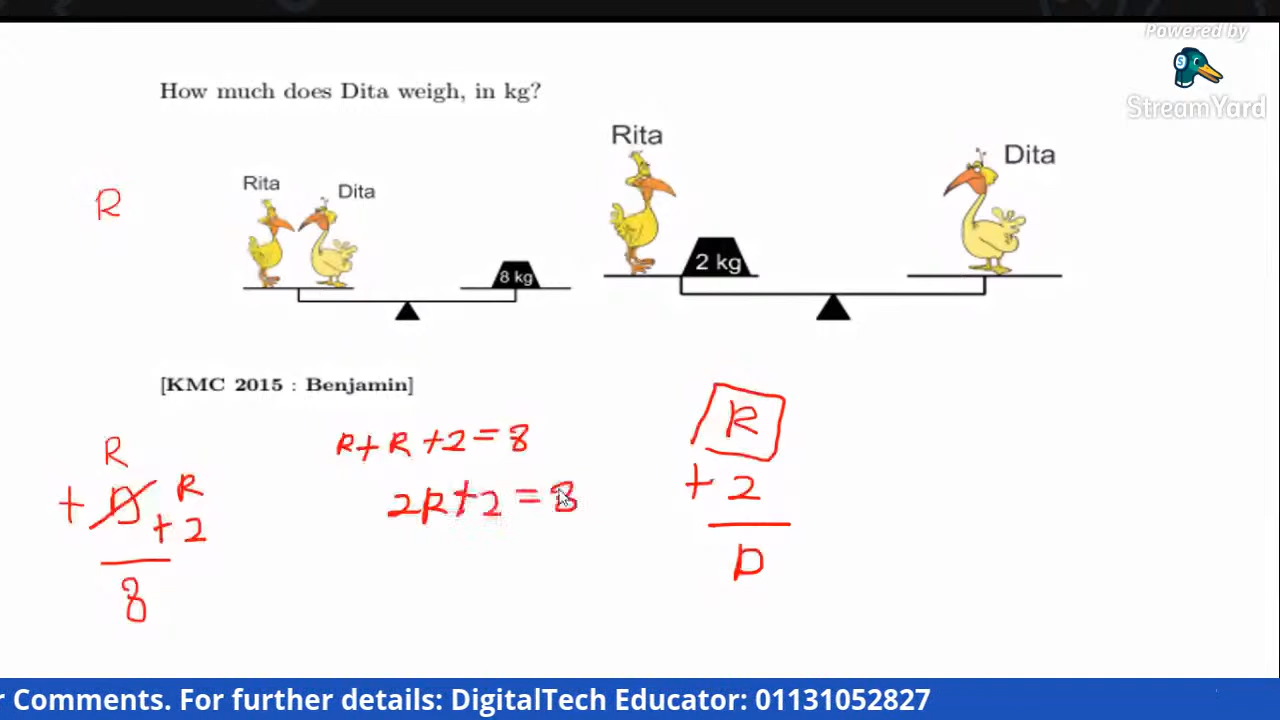 Powered by
StreamYard
How much does Dita weigh, in kg?
Rita
Dita
Rita
Dita
R
8 kg
2 kg
[KMC 2015 : Benjamin]
R
+ D R
+2
8
R+R+2=8
2R+2=8
R
+ 2
D
r Comments. For further details: DigitalTech Educator: 01131052827